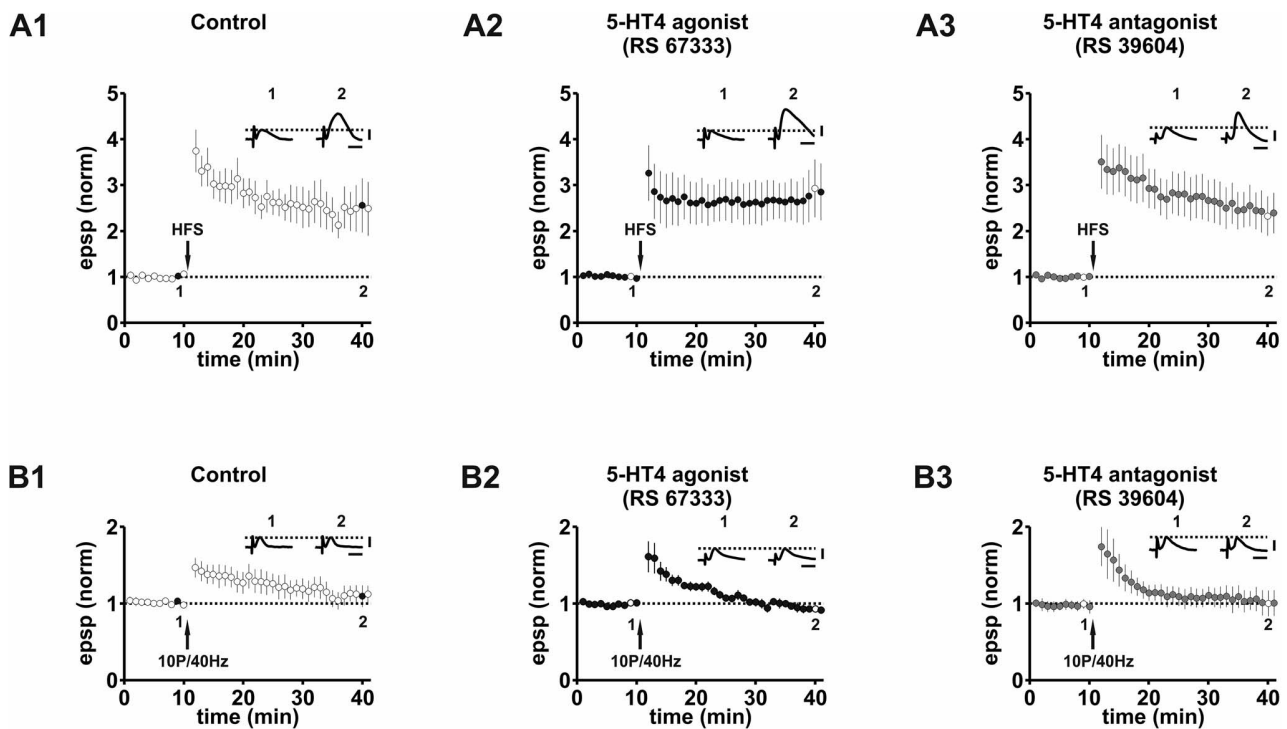 A1
Control
A2
5-HT4 agonist
(RS 67333)
A3
5-HT4 antagonist
(RS 39604)
5
4
3
2
1
0
epsp (norm)
HFS
1
2
1
2
0 10 20 30 40
time (min)
5
4
3
2
1
0
epsp (norm)
HFS
1
2
1
2
0 10 20 30 40
time (min)
5
4
3
2
1
0
epsp (norm)
HFS
1
2
1
2
0 10 20 30 40
time (min)
B1
Control
B2
5-HT4 agonist
(RS 67333)
B3
5-HT4 antagonist
(RS 39604)
2
1
0
epsp (norm)
1
2
1
2
10P/40Hz
0 10 20 30 40
time (min)
2
1
0
epsp (norm)
1
2
1
2
10P/40Hz
0 10 20 30 40
time (min)
2
1
0
epsp (norm)
1
2
1
2
10P/40Hz
0 10 20 30 40
time (min)